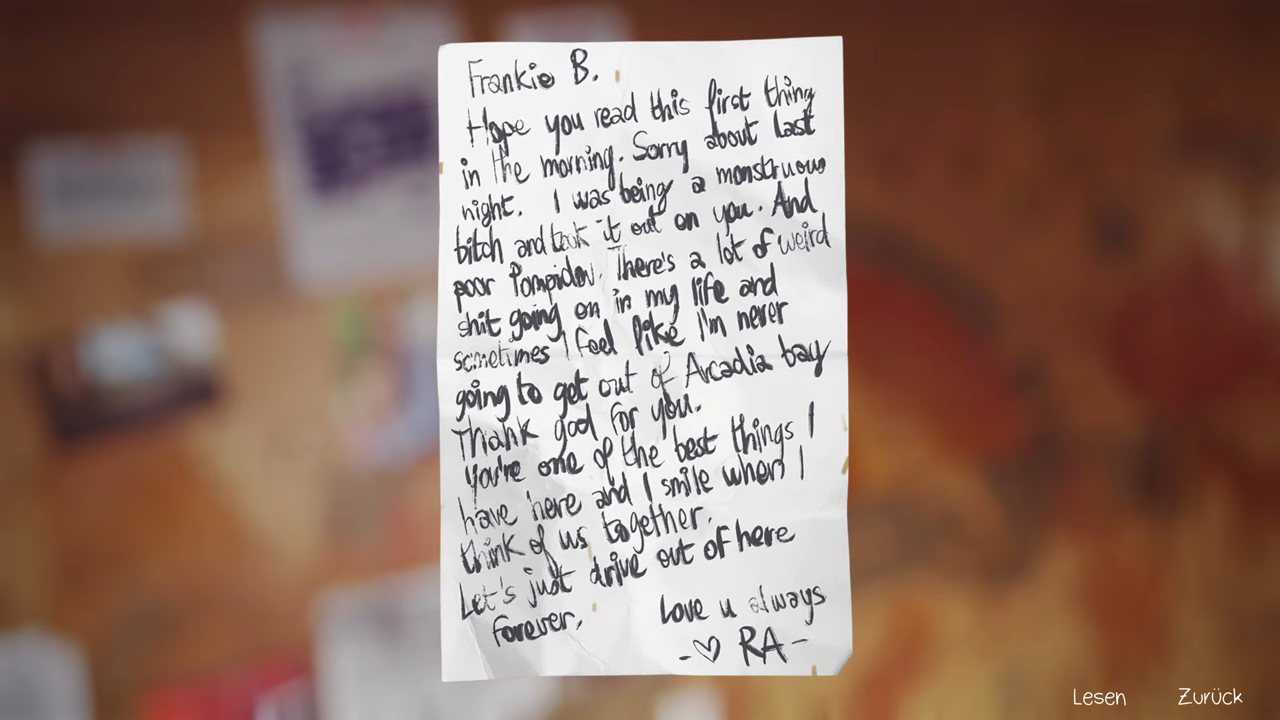 Frankie B.
Hope you read this first thing
in the morning. Sorry about last
night. I was being a monstruous
bitch and took it out on you. And
poor Pompidou. There's a lot of weird
shit going on in my life and
sometimes I feel like I'm never
going to get out of Arcadia bay
Thank god for you.
You're one of the best things I
have here and I smile when I
think of us together.
Let's just drive out of here
forever.
Love u always
-♡ RA-
Lesen Zurück